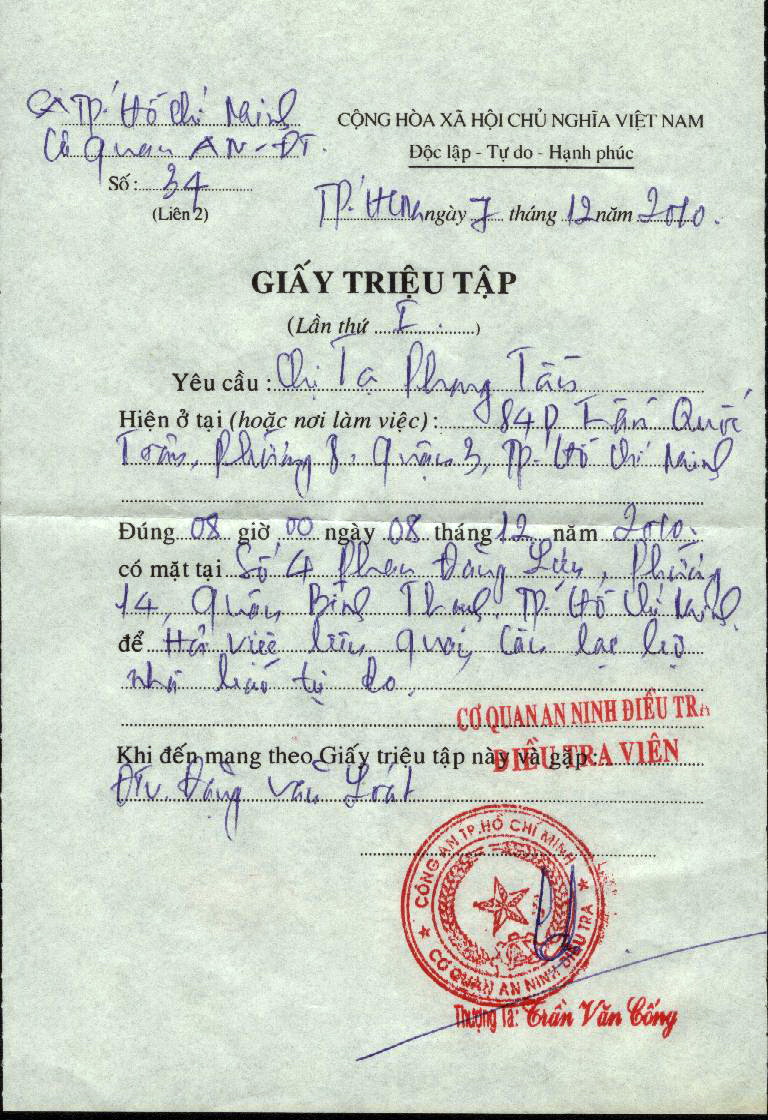 CA TP. Hồ Chí Minh
Cơ quan AN-ĐT.
Số: 34
(Liên 2)
CỘNG HÒA XÃ HỘI CHỦ NGHĨA VIỆT NAM
Độc lập - Tự do - Hạnh phúc
TP. HCM ngày 7 tháng 12 năm 2010.
GIẤY TRIỆU TẬP
(Lần thứ I.)
Yêu cầu : Chị Tạ Phong Tần
Hiện ở tại (hoặc nơi làm việc) : 84D Trần Quốc
Toản, Phường 8, Quận 3, TP. Hồ Chí Minh
Đúng 08 giờ 00 ngày 08 tháng 12 năm 2010.
có mặt tại Số 4 Phan Đăng Lưu, Phường
14, Quận Bình Thạnh, TP. Hồ Chí Minh
để Hỏi việc liên quan Câu lạc bộ
nhà báo tự do.
CƠ QUAN AN NINH ĐIỀU TRA
ĐIỀU TRA VIÊN
Khi đến mang theo Giấy triệu tập này và gặp:
ĐTV. Đặng Văn Loát
CÔNG AN TP.HỒ CHÍ MINH
CƠ QUAN AN NINH ĐIỀU TRA
Thượng Tá: Trần Văn Công